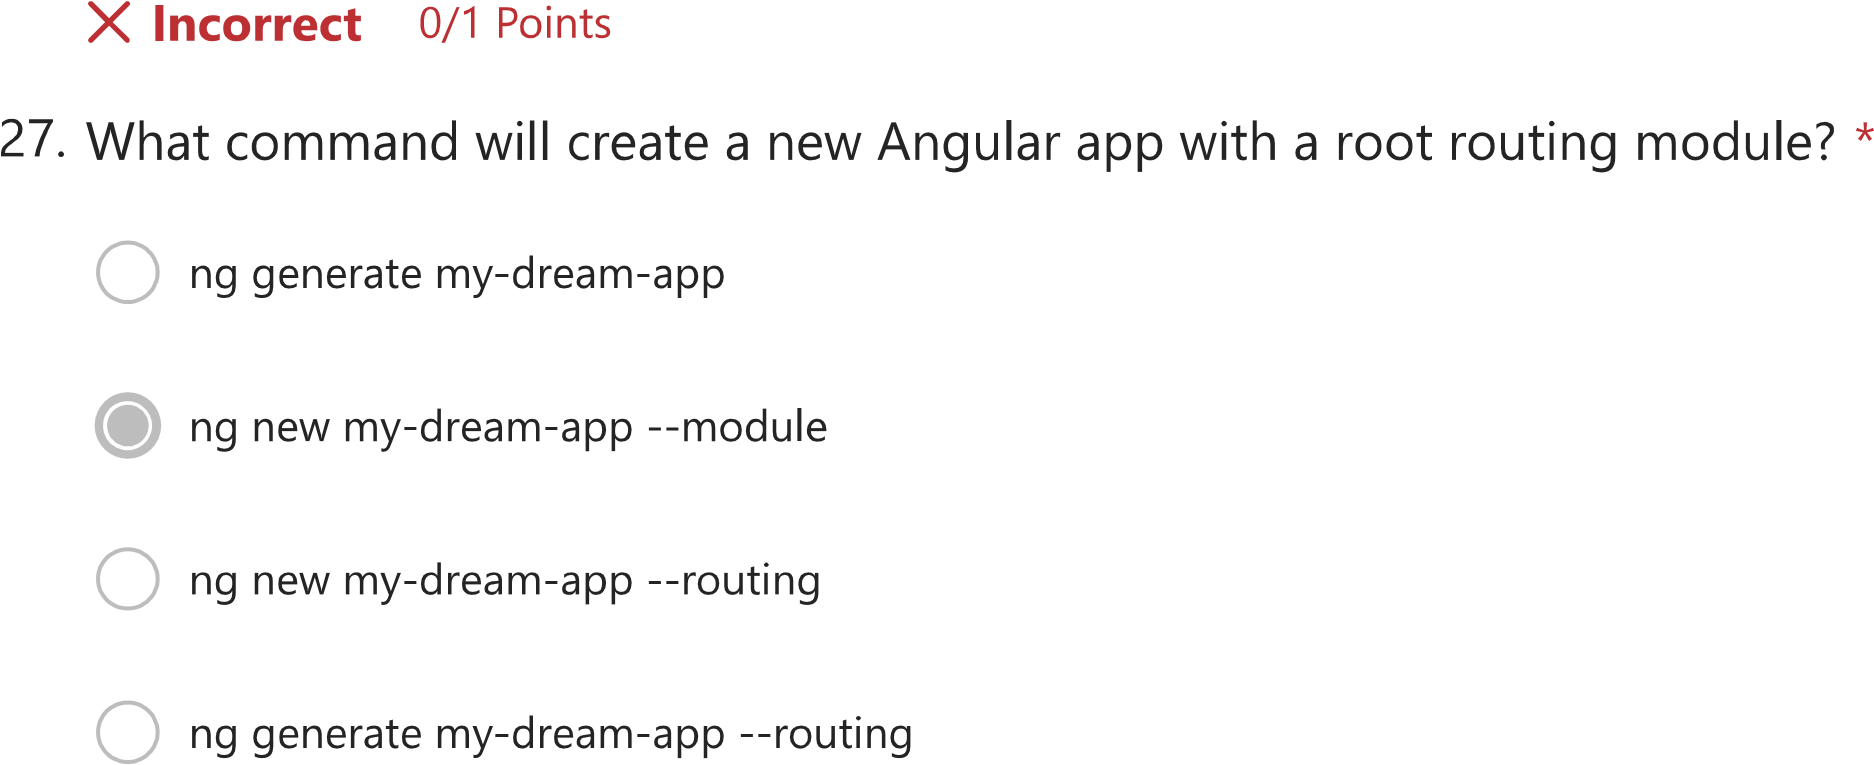 Incorrect 0/1 Points
27. What command will create a new Angular app with a root routing module? *
ng generate my-dream-app
ng new my-dream-app --module
ng new my-dream-app --routing
ng generate my-dream-app --routing